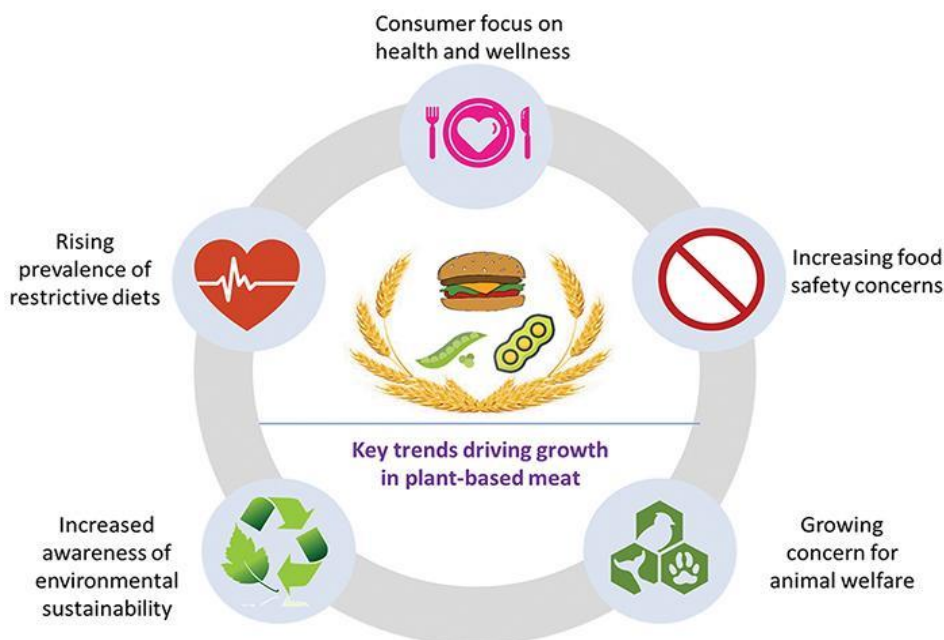 Consumer focus on
health and wellness
Rising
prevalence of
restrictive diets
Increasing food
safety concerns
Key trends driving growth
in plant-based meat
Increased
awareness of
environmental
sustainability
Growing
concern for
animal welfare